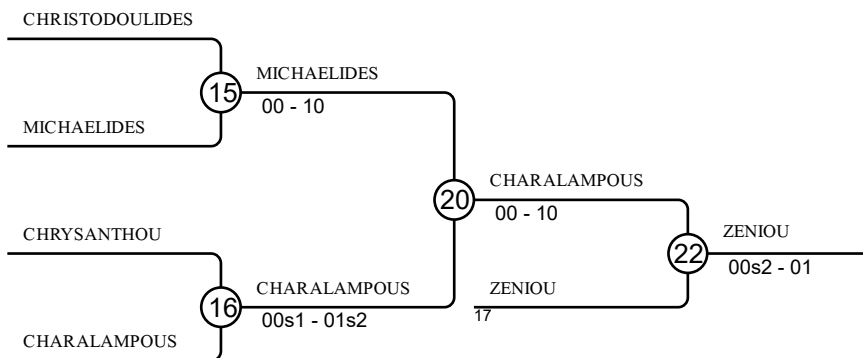 CHRISTODOULIDES
15
MICHAELIDES
00 - 10
MICHAELIDES
20
CHARALAMPOUS
00 - 10
CHRYSANTHOU
22
ZENIOU
00s2 - 01
16
CHARALAMPOUS
00s1 - 01s2
ZENIOU
17
CHARALAMPOUS